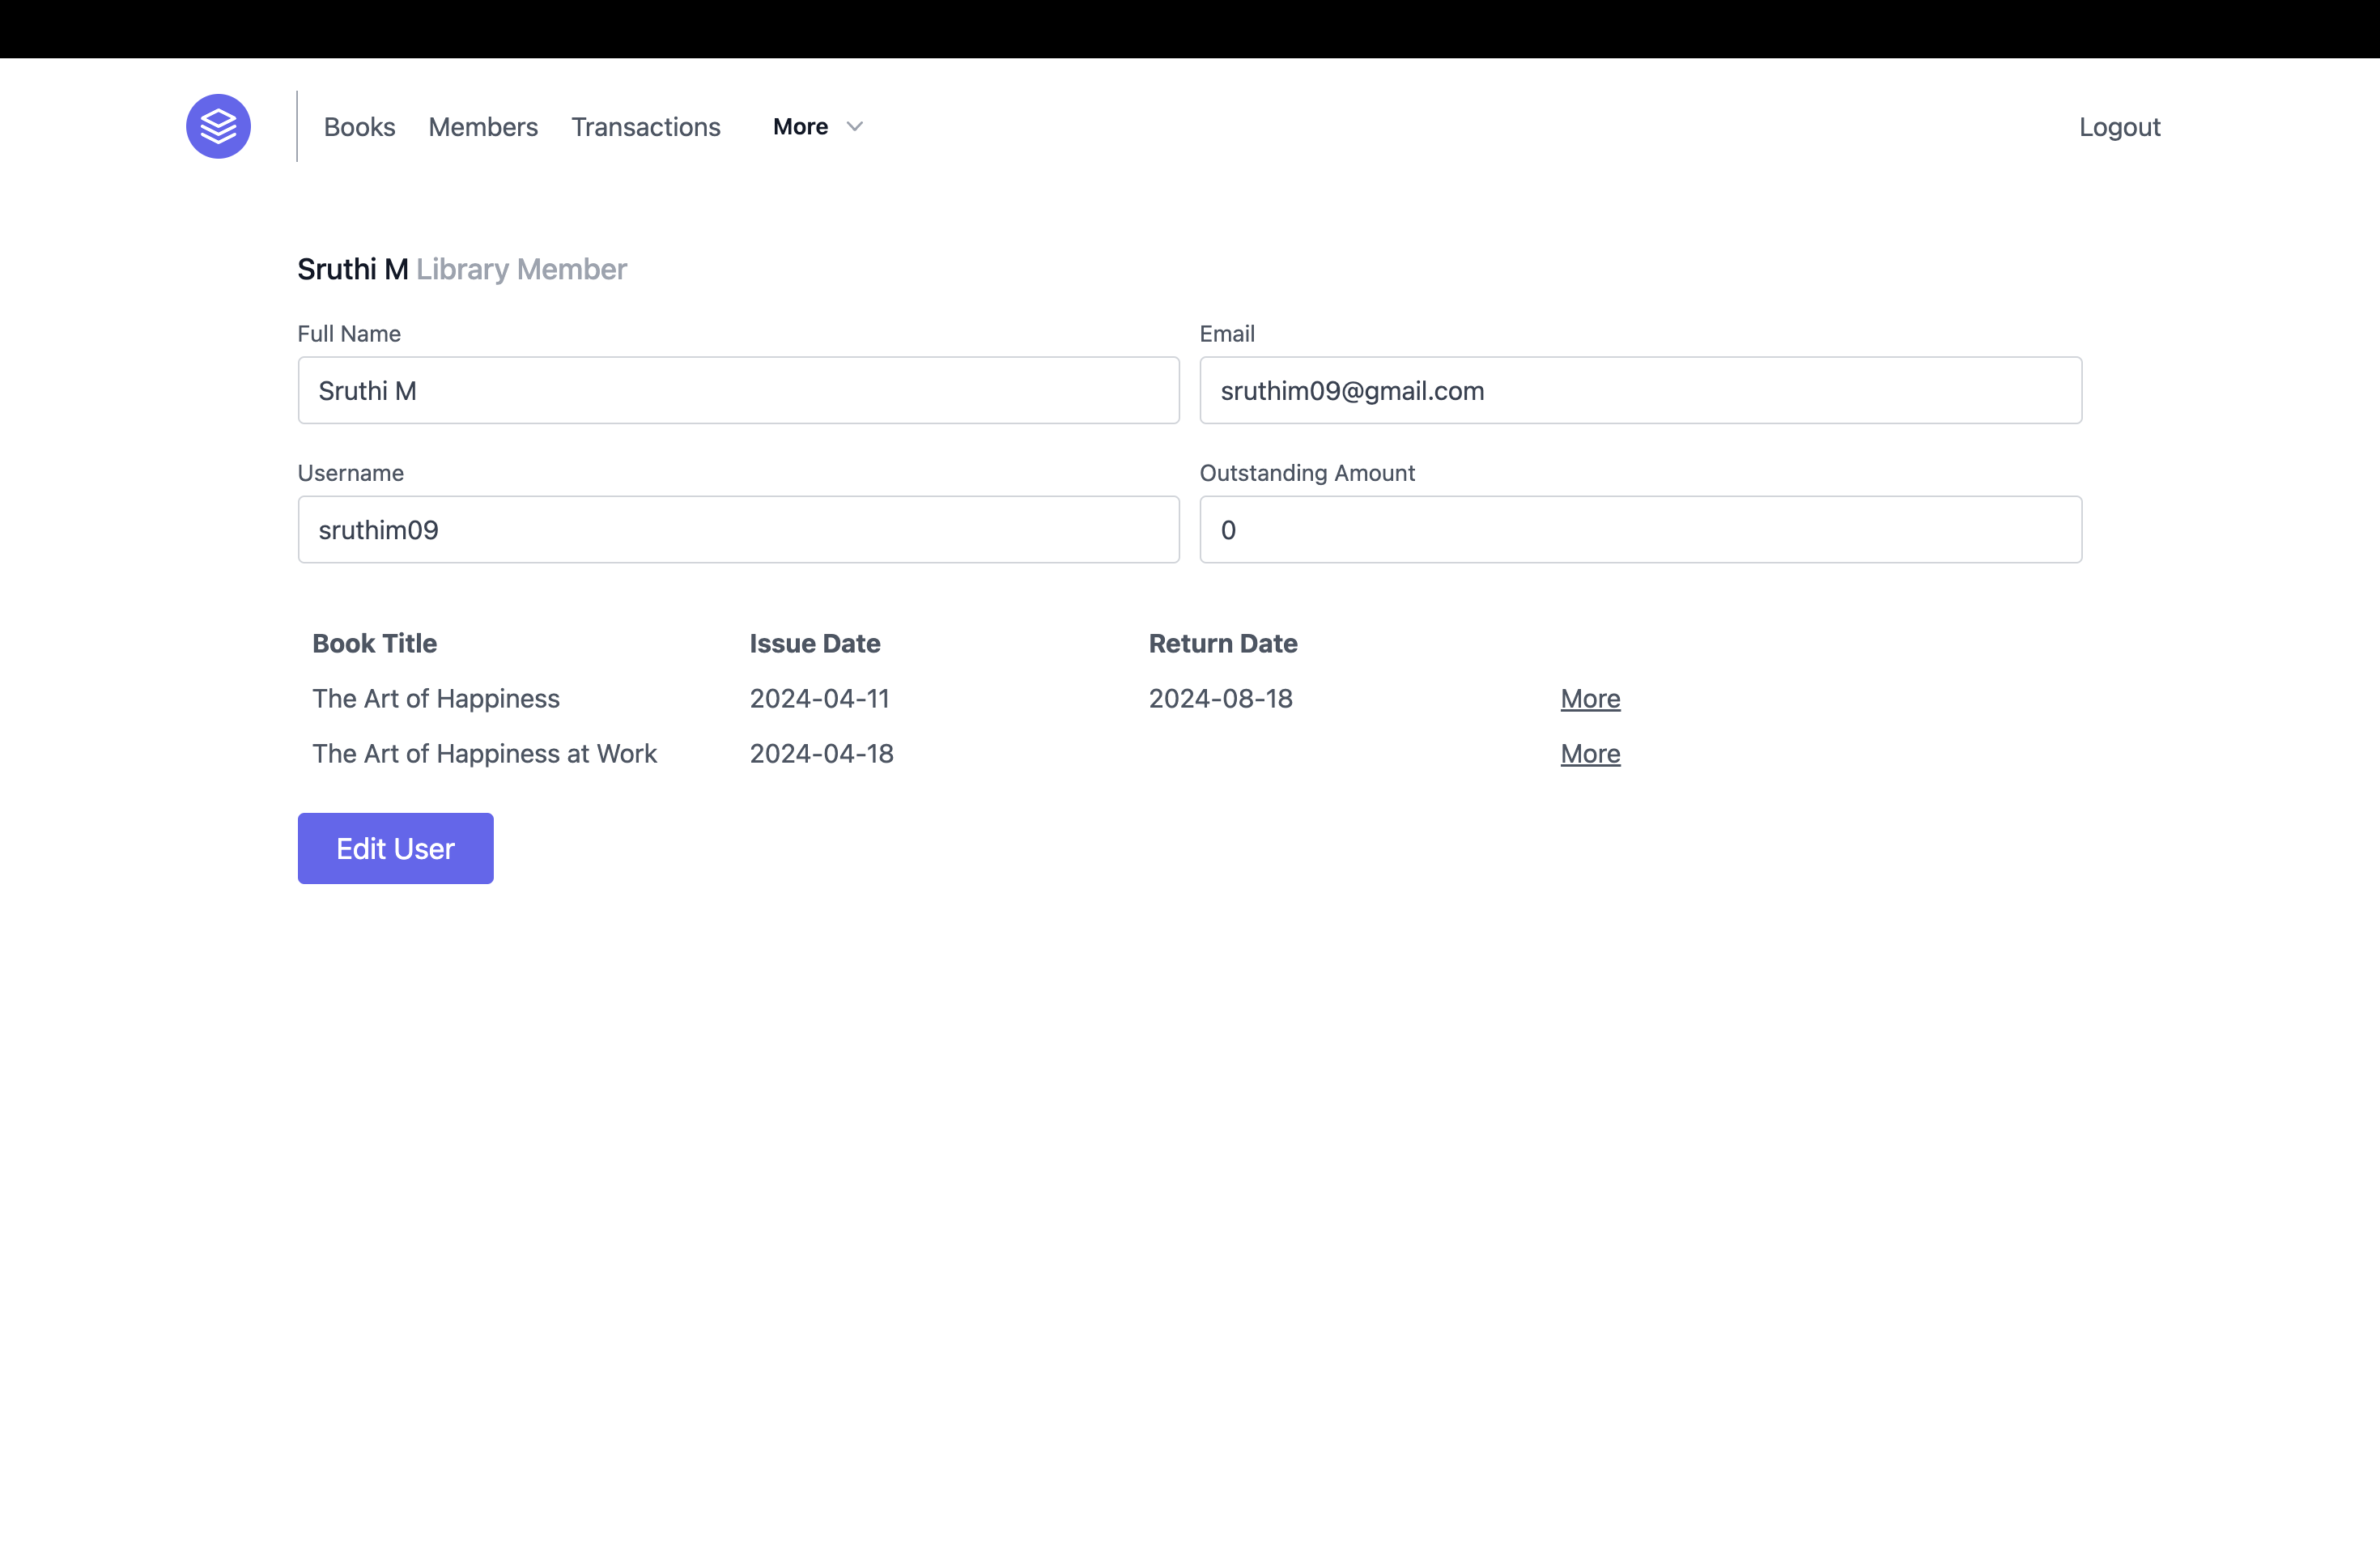 Books Members Transactions More Logout
Sruthi M Library Member
Full Name Email
Sruthi M sruthim09@gmail.com
Username Outstanding Amount
sruthim09 0
Book Title Issue Date Return Date
The Art of Happiness 2024-04-11 2024-08-18 More
The Art of Happiness at Work 2024-04-18 More
Edit User